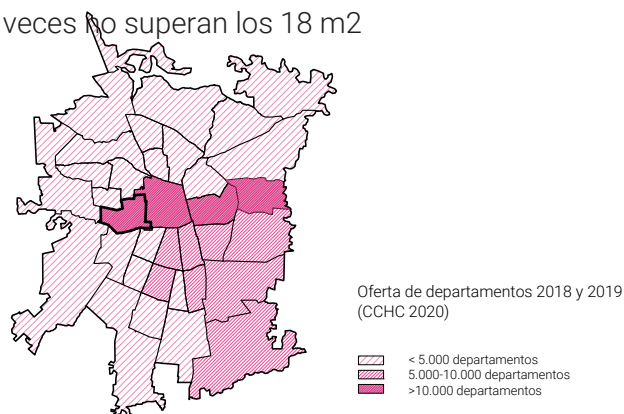 veces no superan los 18 m2
Oferta de departamentos 2018 y 2019
(CCHC 2020)
< 5.000 departamentos
5.000-10.000 departamentos
>10.000 departamentos